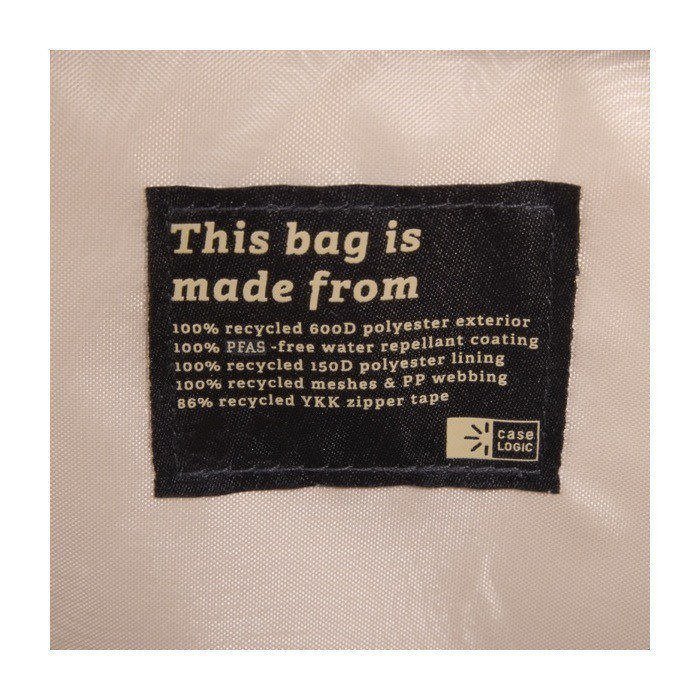 This bag is
made from
100% recycled 600D polyester exterior
100% PFAS -free water repellant coating
100% recycled 150D polyester lining
100% recycled meshes & PP webbing
86% recycled YKK zipper tape
case
LOGIC